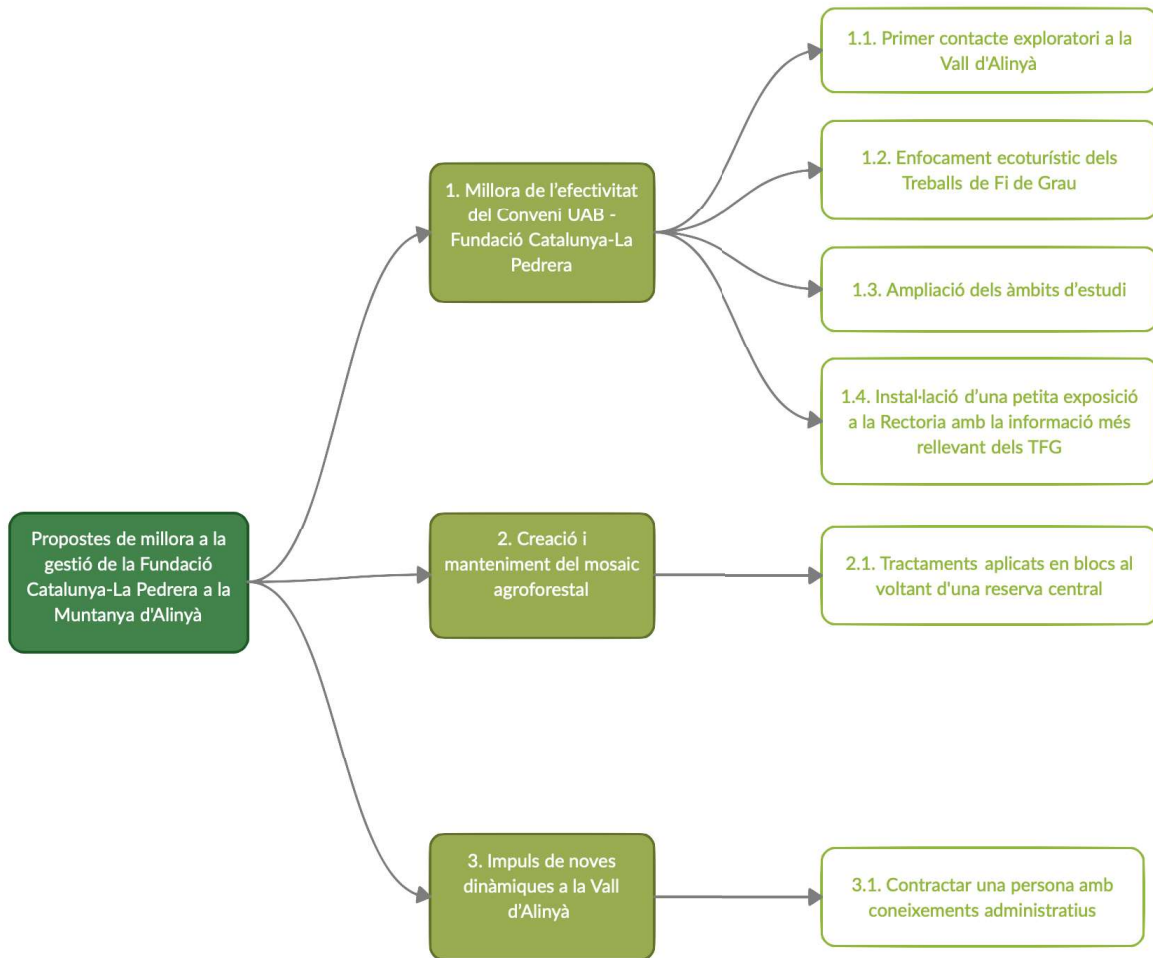 Propostes de millora a la
gestió de la Fundació
Catalunya-La Pedrera a la
Muntanya d'Alinyà
1. Millora de l’efectivitat
del Conveni UAB -
Fundació Catalunya-La
Pedrera
1.1. Primer contacte exploratori a la
Vall d'Alinyà
1.2. Enfocament ecoturístic dels
Treballs de Fi de Grau
1.3. Ampliació dels àmbits d’estudi
1.4. Instal·lació d’una petita exposició
a la Rectoria amb la informació més
rellevant dels TFG
2. Creació i
manteniment del mosaic
agroforestal
2.1. Tractaments aplicats en blocs al
voltant d'una reserva central
3. Impuls de noves
dinàmiques a la Vall
d’Alinyà
3.1. Contractar una persona amb
coneixements administratius